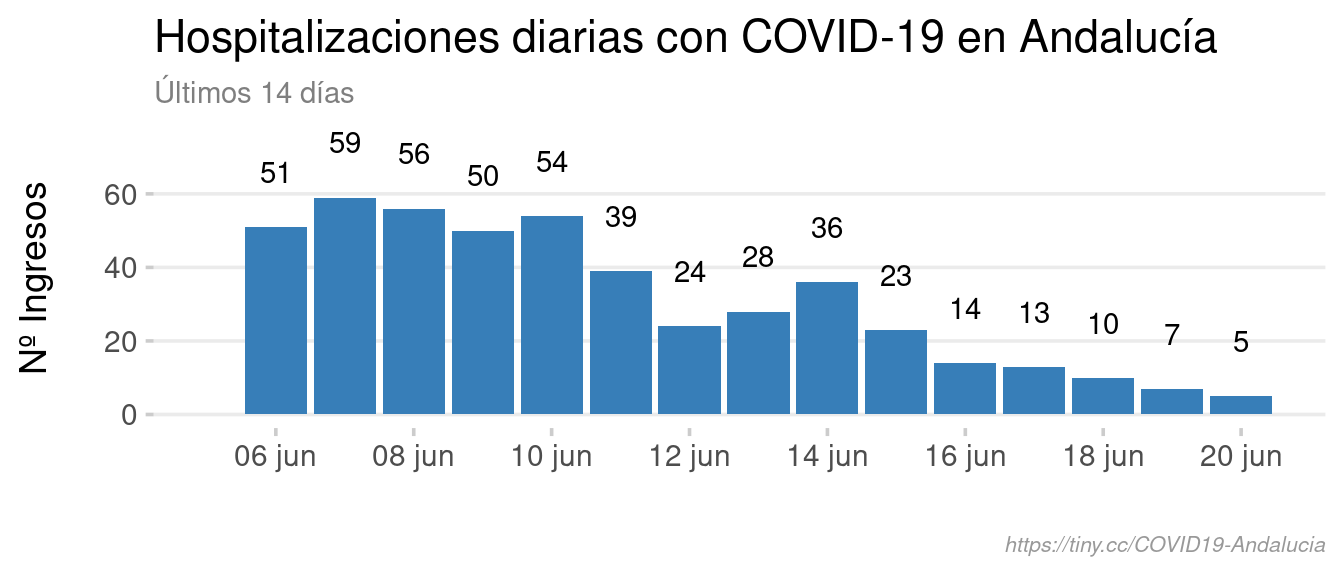 Hospitalizaciones diarias con COVID-19 en Andalucía
Últimos 14 días
Nº Ingresos
60
40
20
0
51
59
56
50
54
39
24
28
36
23
14
13
10
7
5
06 jun
08 jun
10 jun
12 jun
14 jun
16 jun
18 jun
20 jun
https://tiny.cc/COVID19-Andalucia